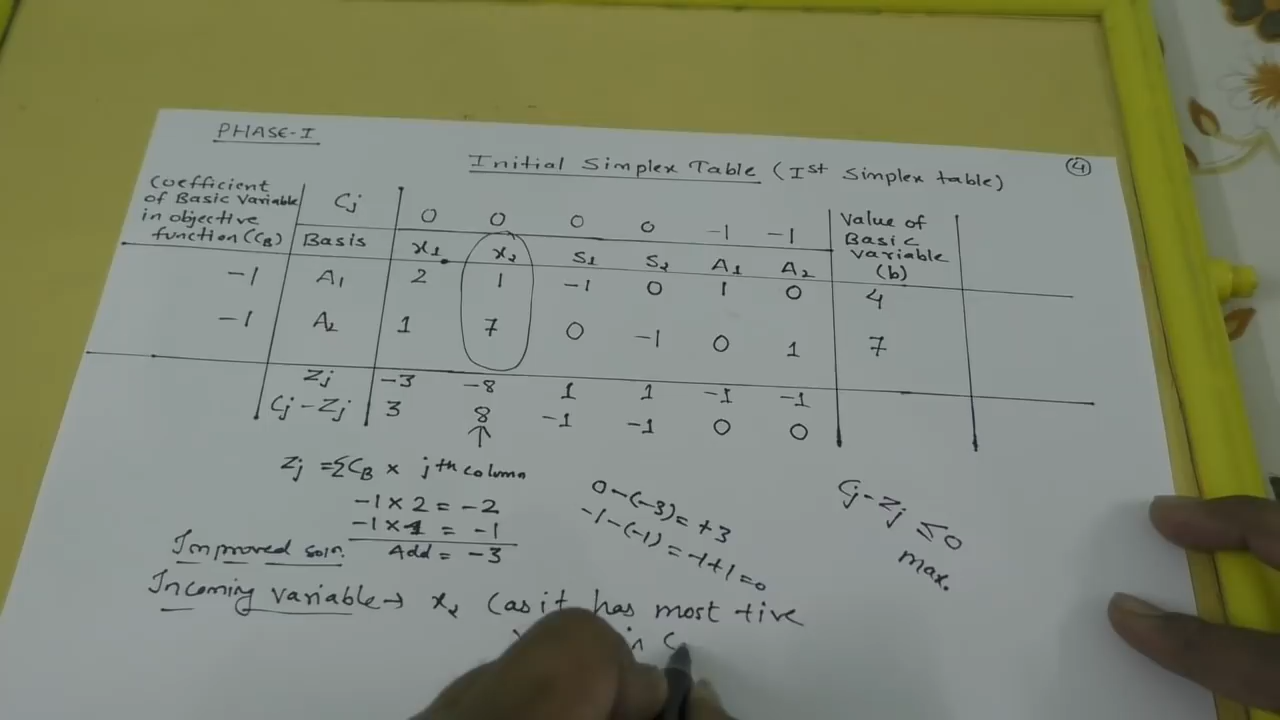 PHASE-I
④
Initial Simplex Table (Ist Simplex table)
Coefficient of Basic Variable in objective function (CB) Cj 0 0 0 0 -1 -1 Value of Basic variable (b)
Basis x1 x2 S1 S2 A1 A2
-1 A1 2 1 -1 0 1 0 4
-1 A2 1 7 0 -1 0 1 7
Zj -3 -8 1 1 -1 -1
Cj-Zj 3 8 -1 -1 0 0
↑
Zj = ΣCB × jth column
-1 × 2 = -2
-1 × 1 = -1
Add = -3
0-(-3) = +3
-1-(-1) = -1+1 = 0
Cj-Zj ≤ 0
max.
Improved soln.
Incoming variable → x2 (as it has most +ive
in C